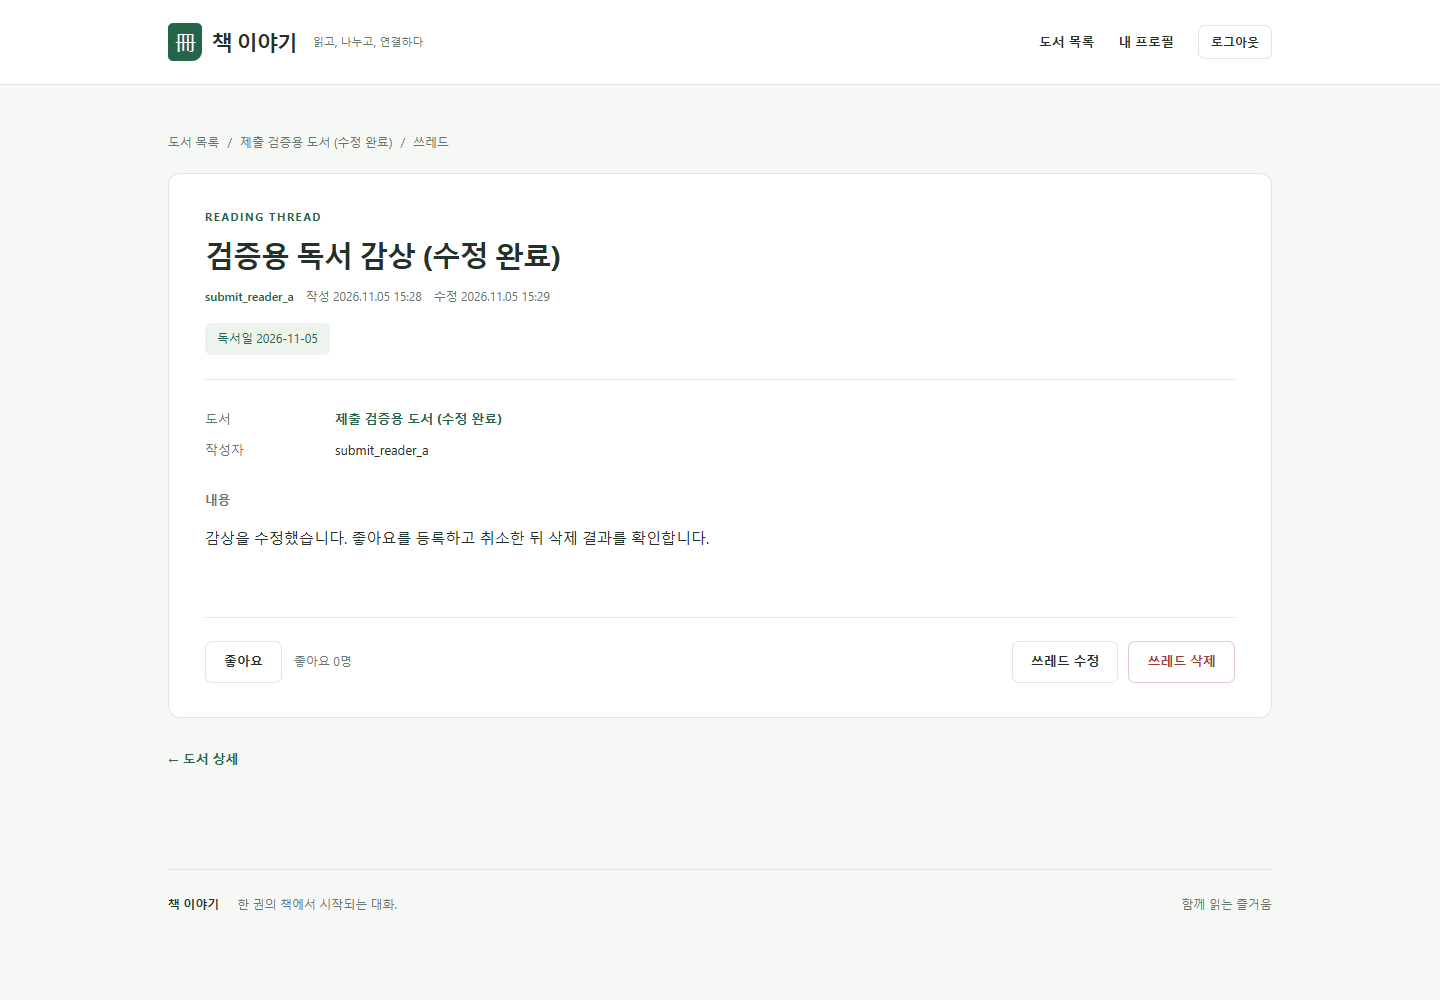 冊 책 이야기 읽고, 나누고, 연결하다 도서 목록 내 프로필 로그아웃
도서 목록 / 제출 검증용 도서 (수정 완료) / 쓰레드
READING THREAD
검증용 독서 감상 (수정 완료)
submit_reader_a 작성 2026.11.05 15:28 수정 2026.11.05 15:29
독서일 2026-11-05
도서 제출 검증용 도서 (수정 완료)
작성자 submit_reader_a
내용
감상을 수정했습니다. 좋아요를 등록하고 취소한 뒤 삭제 결과를 확인합니다.
좋아요 좋아요 0명 쓰레드 수정 쓰레드 삭제
← 도서 상세
책 이야기 한 권의 책에서 시작되는 대화. 함께 읽는 즐거움